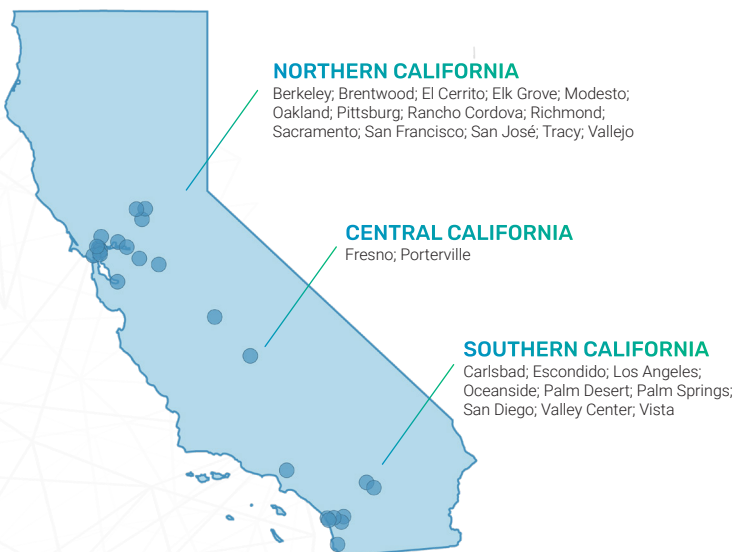 NORTHERN CALIFORNIA
Berkeley; Brentwood; El Cerrito; Elk Grove; Modesto;
Oakland; Pittsburg; Rancho Cordova; Richmond;
Sacramento; San Francisco; San José; Tracy; Vallejo
CENTRAL CALIFORNIA
Fresno; Porterville
SOUTHERN CALIFORNIA
Carlsbad; Escondido; Los Angeles;
Oceanside; Palm Desert; Palm Springs;
San Diego; Valley Center; Vista